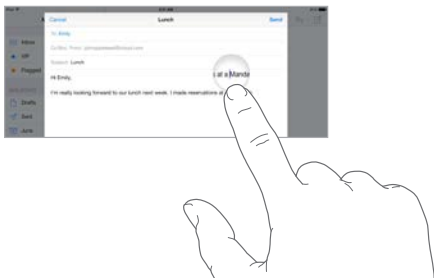 Cancel
Lunch
Send
To: Emily
Subject: Lunch
Inbox
VIP
Flagged
Hi Emily,
at a Mande
I'm really looking forward to our lunch next week. I made reservations at
Drafts
Sent
Junk